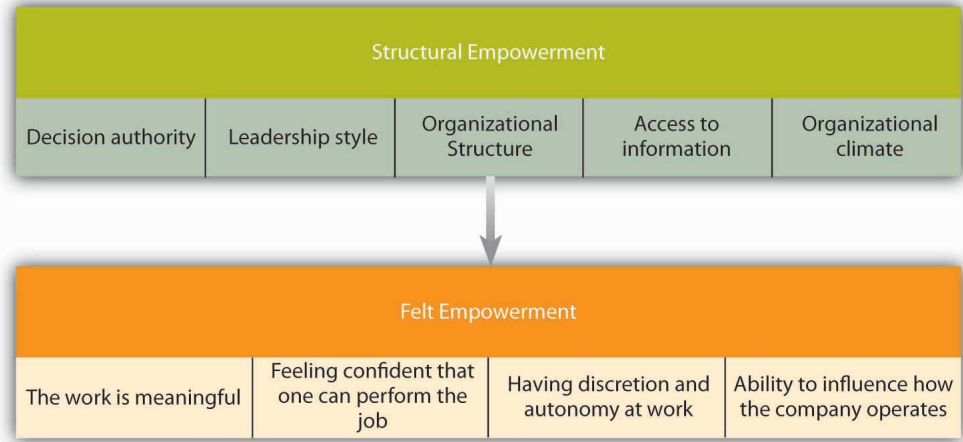 Structural Empowerment
Decision authority
Leadership style
Organizational
Structure
Access to
information
Organizational
climate
Felt Empowerment
The work is meaningful
Feeling confident that
one can perform the
job
Having discretion and
autonomy at work
Ability to influence how
the company operates